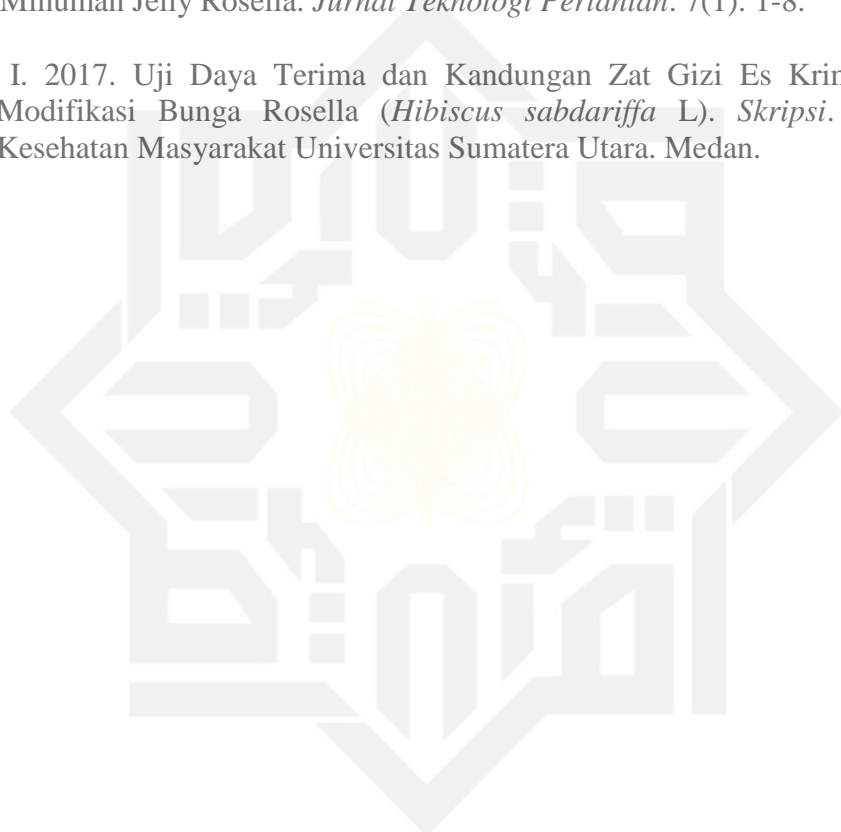 Minuman Jelly Rosella. Jurnal Teknologi Pertanian. 7(1). 1-8.
I. 2017. Uji Daya Terima dan Kandungan Zat Gizi Es Krim
Modifikasi Bunga Rosella (Hibiscus sabdariffa L). Skripsi.
Kesehatan Masyarakat Universitas Sumatera Utara. Medan.